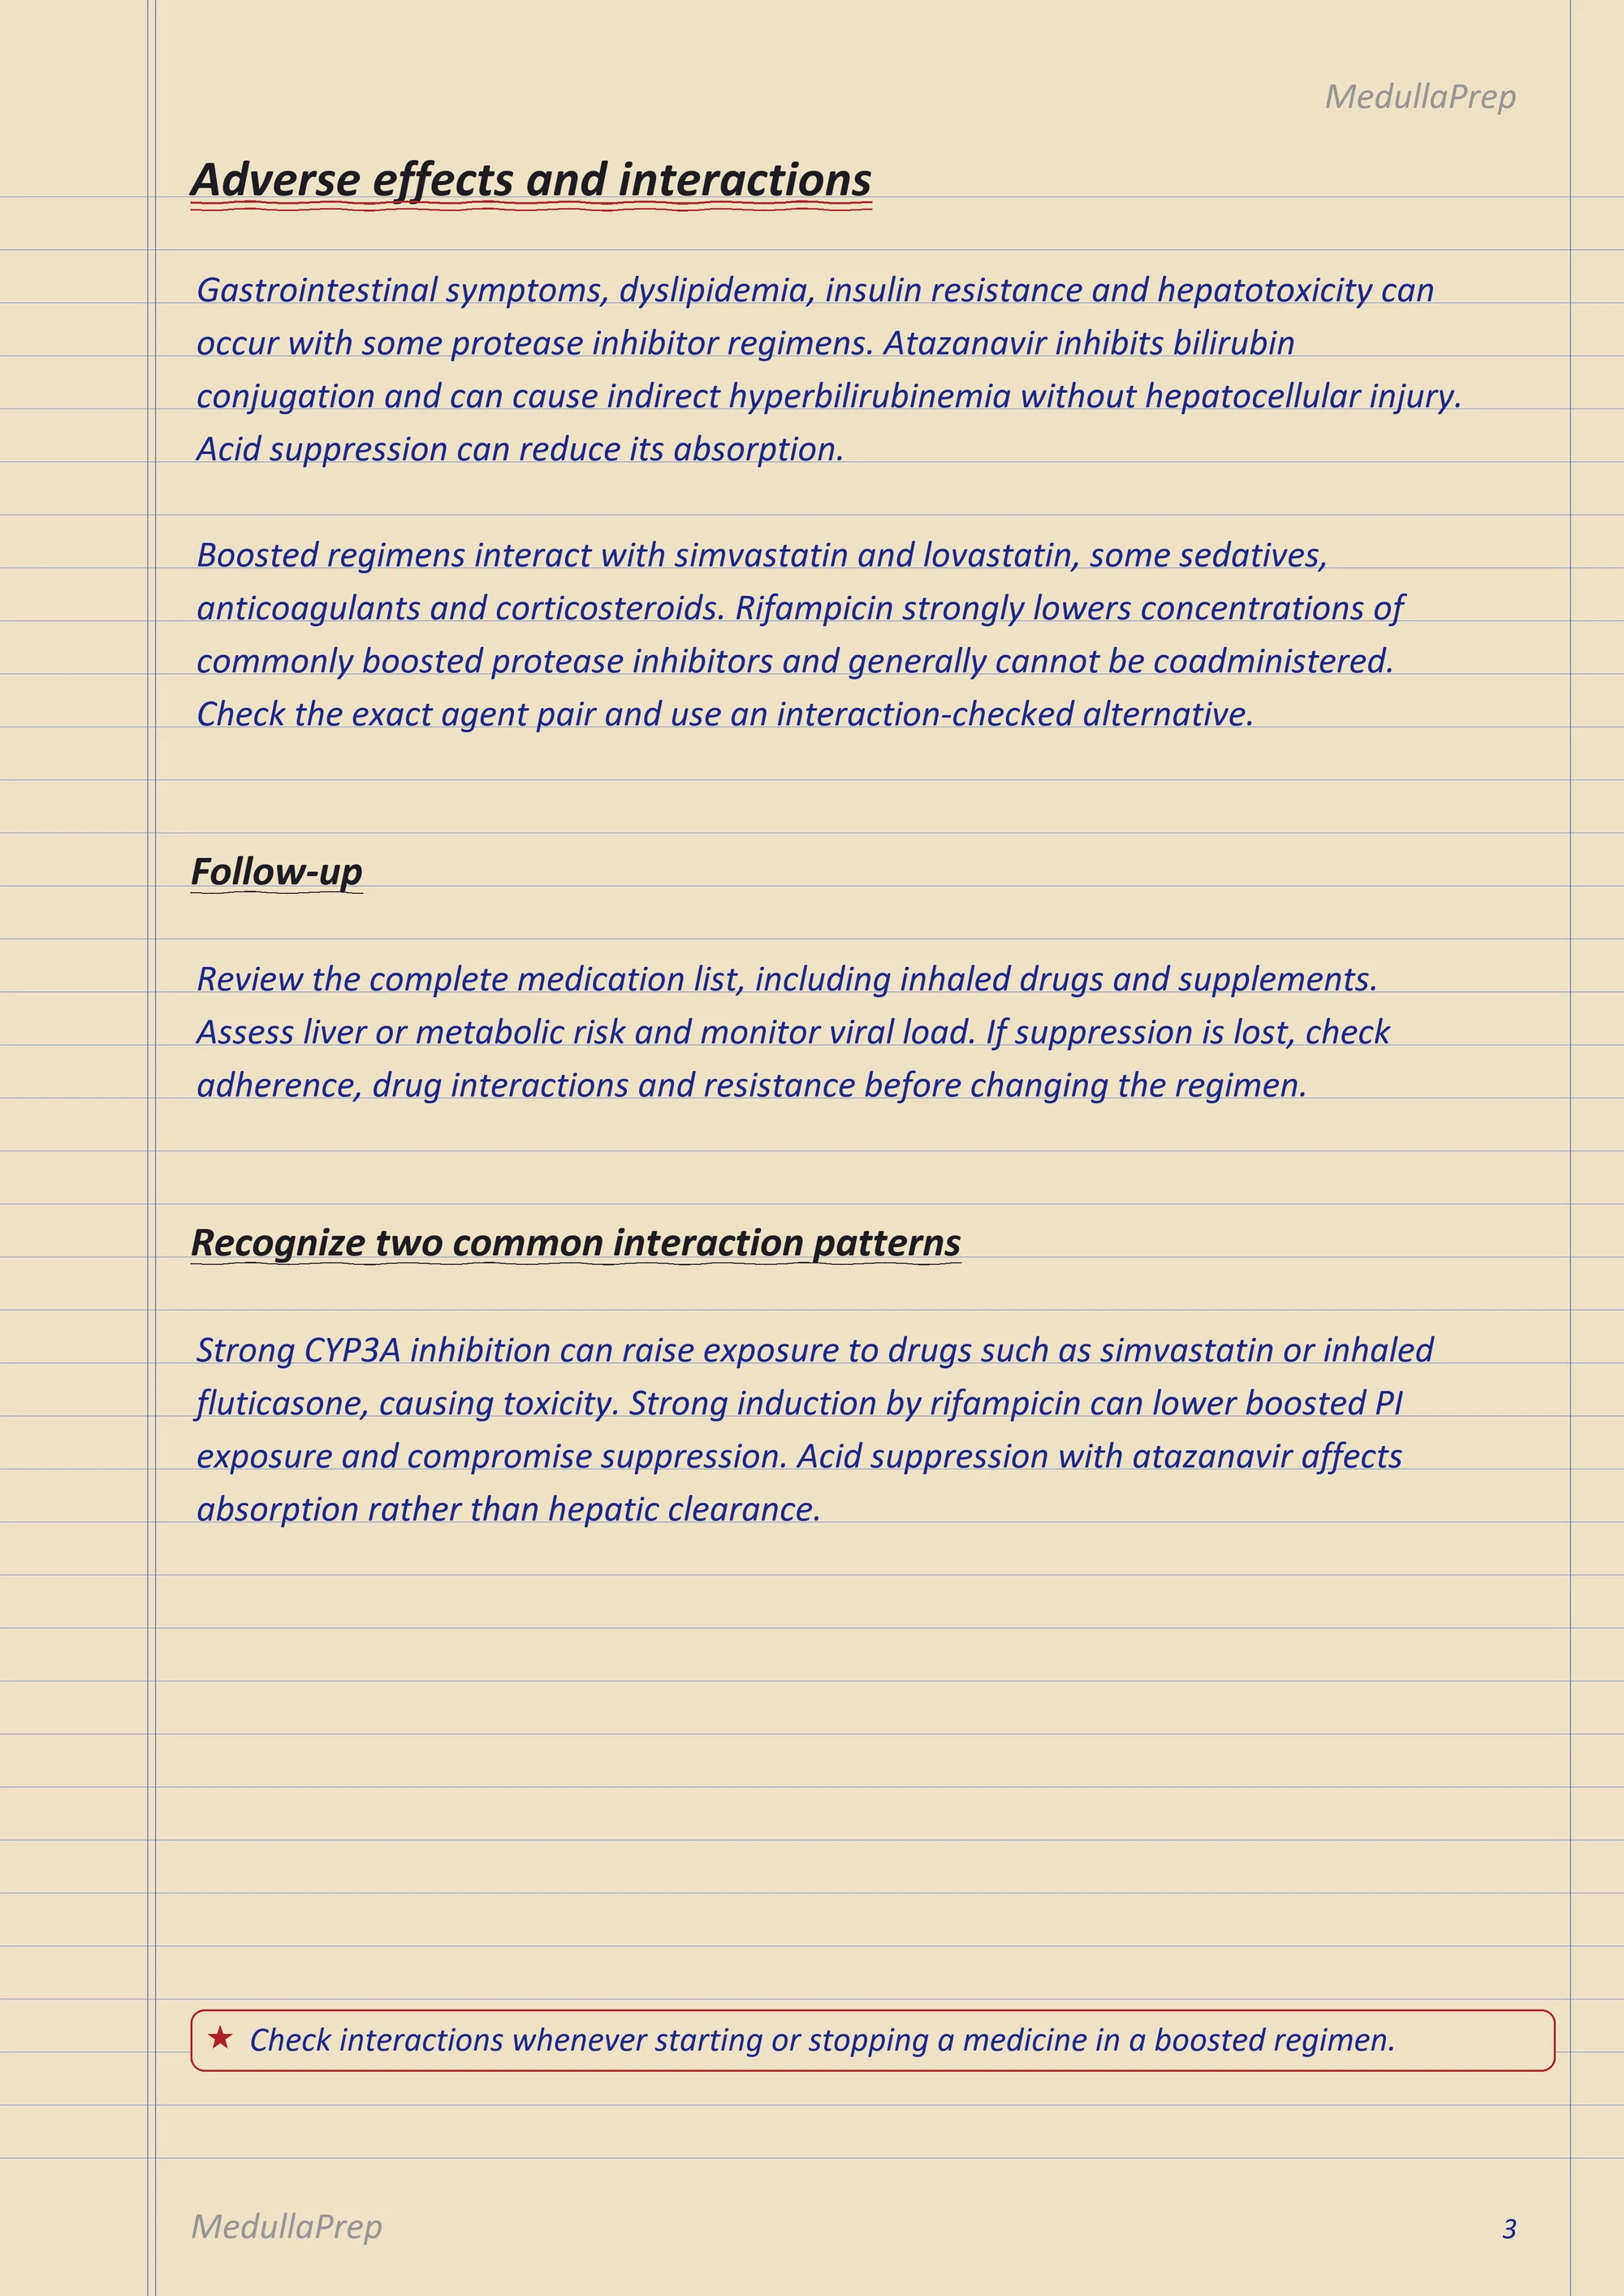 MedullaPrep
Adverse effects and interactions
Gastrointestinal symptoms, dyslipidemia, insulin resistance and hepatotoxicity can
occur with some protease inhibitor regimens. Atazanavir inhibits bilirubin
conjugation and can cause indirect hyperbilirubinemia without hepatocellular injury.
Acid suppression can reduce its absorption.
Boosted regimens interact with simvastatin and lovastatin, some sedatives,
anticoagulants and corticosteroids. Rifampicin strongly lowers concentrations of
commonly boosted protease inhibitors and generally cannot be coadministered.
Check the exact agent pair and use an interaction-checked alternative.
Follow-up
Review the complete medication list, including inhaled drugs and supplements.
Assess liver or metabolic risk and monitor viral load. If suppression is lost, check
adherence, drug interactions and resistance before changing the regimen.
Recognize two common interaction patterns
Strong CYP3A inhibition can raise exposure to drugs such as simvastatin or inhaled
fluticasone, causing toxicity. Strong induction by rifampicin can lower boosted PI
exposure and compromise suppression. Acid suppression with atazanavir affects
absorption rather than hepatic clearance.
★ Check interactions whenever starting or stopping a medicine in a boosted regimen.
MedullaPrep
3